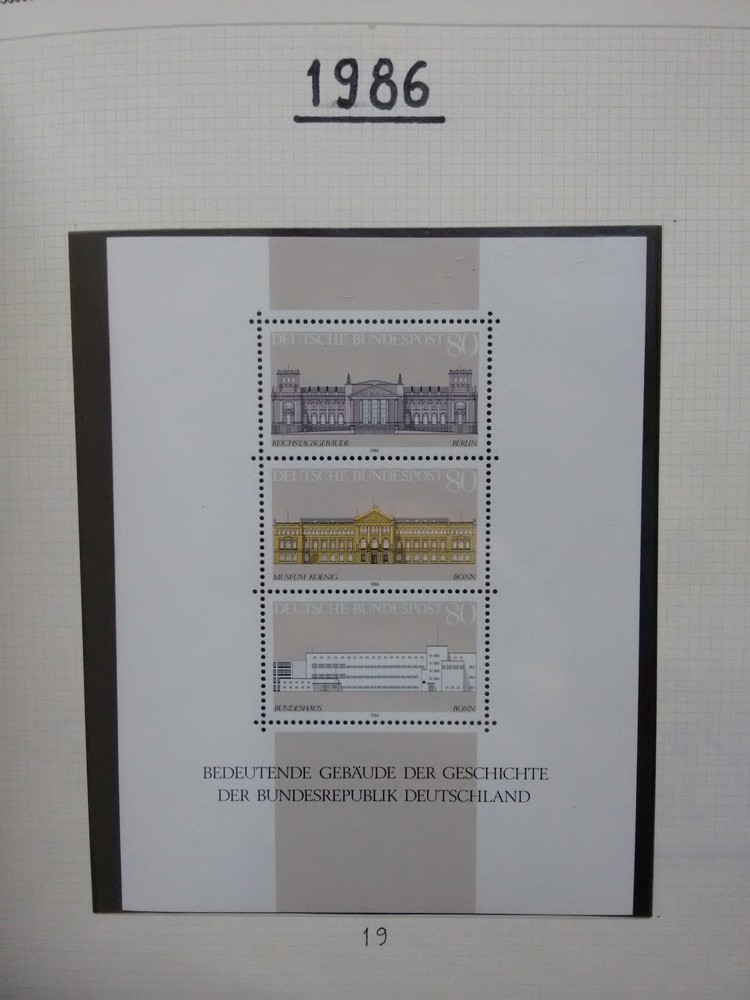 1986
DEUTSCHE BUNDESPOST 80
REICHSTAGSGEBÄUDE BERLIN
1986
DEUTSCHE BUNDESPOST 80
MUSEUM KOENIG BONN
1986
DEUTSCHE BUNDESPOST 80
BUNDESHAUS BONN
1986
BEDEUTENDE GEBÄUDE DER GESCHICHTE
DER BUNDESREPUBLIK DEUTSCHLAND
19